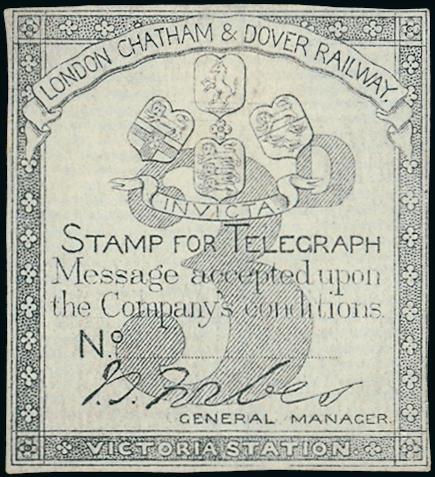 LONDON CHATHAM & DOVER RAILWAY.
INVICTA
3D
STAMP FOR TELEGRAPH
Message accepted upon
the Company's conditions.
No
J.S. Forbes
GENERAL MANAGER.
VICTORIA STATION.